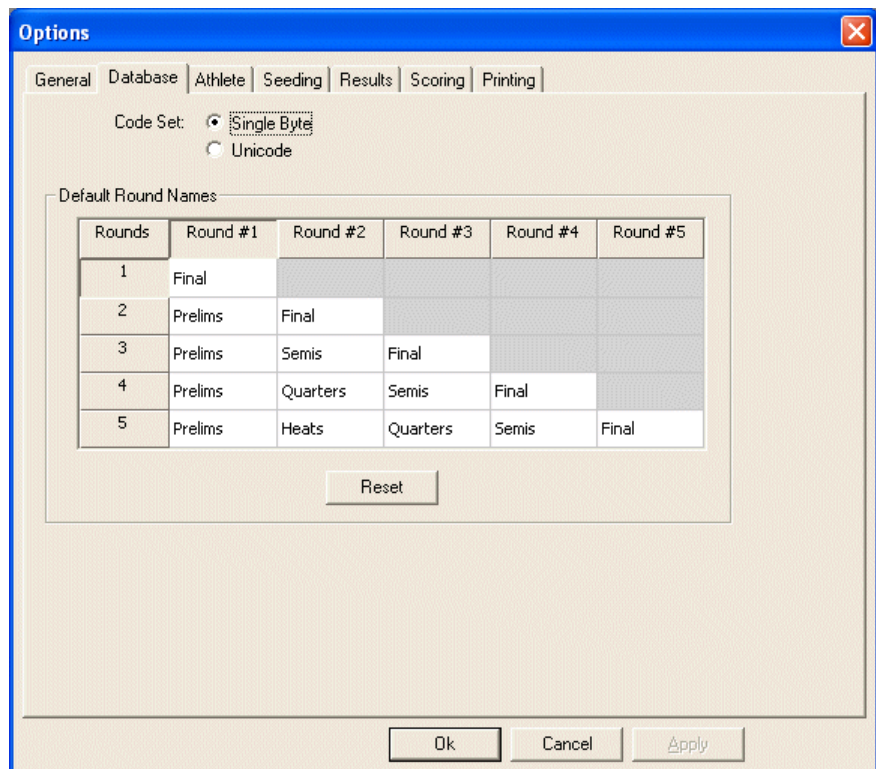 Options
General Database Athlete Seeding Results Scoring Printing
Code Set: Single Byte
Unicode
Default Round Names
Rounds Round #1 Round #2 Round #3 Round #4 Round #5
1 Final
2 Prelims Final
3 Prelims Semis Final
4 Prelims Quarters Semis Final
5 Prelims Heats Quarters Semis Final
Reset
Ok Cancel Apply